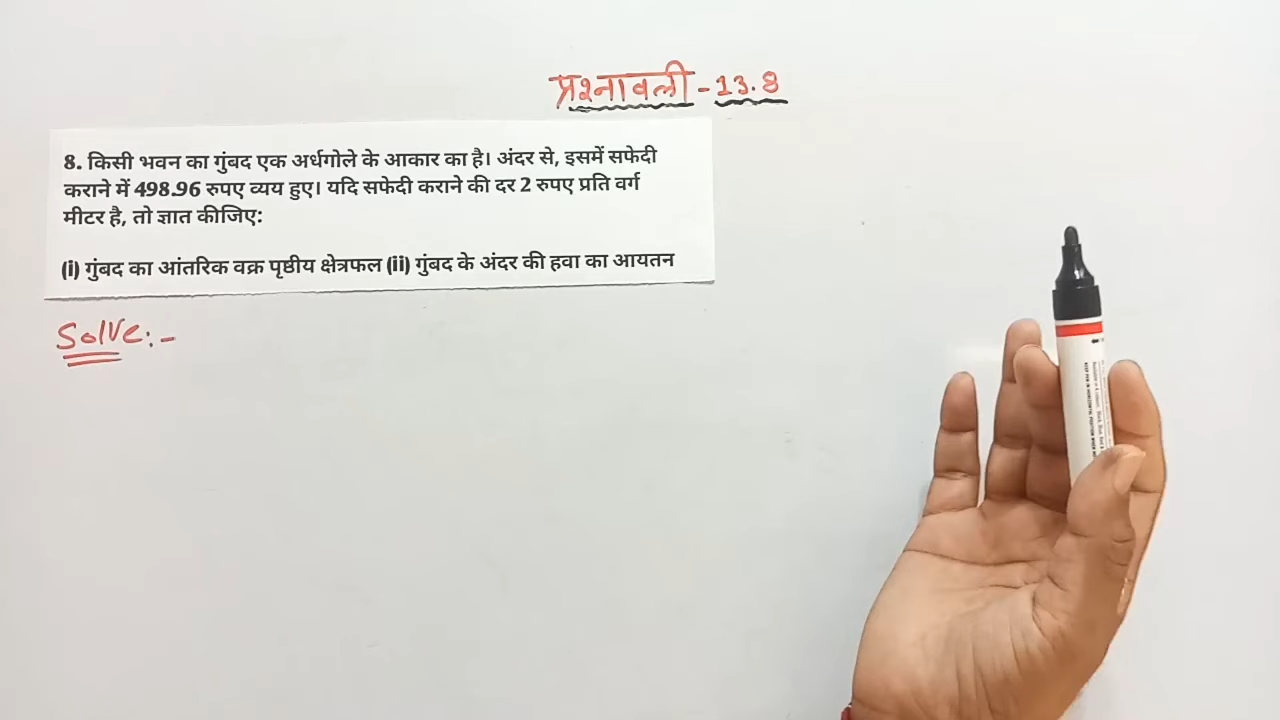 प्रश्नावली - 13.8
8. किसी भवन का गुंबद एक अर्धगोले के आकार का है। अंदर से, इसमें सफेदी
कराने में 498.96 रुपए व्यय हुए। यदि सफेदी कराने की दर 2 रुपए प्रति वर्ग
मीटर है, तो ज्ञात कीजिए:
(i) गुंबद का आंतरिक वक्र पृष्ठीय क्षेत्रफल (ii) गुंबद के अंदर की हवा का आयतन
Solve:-